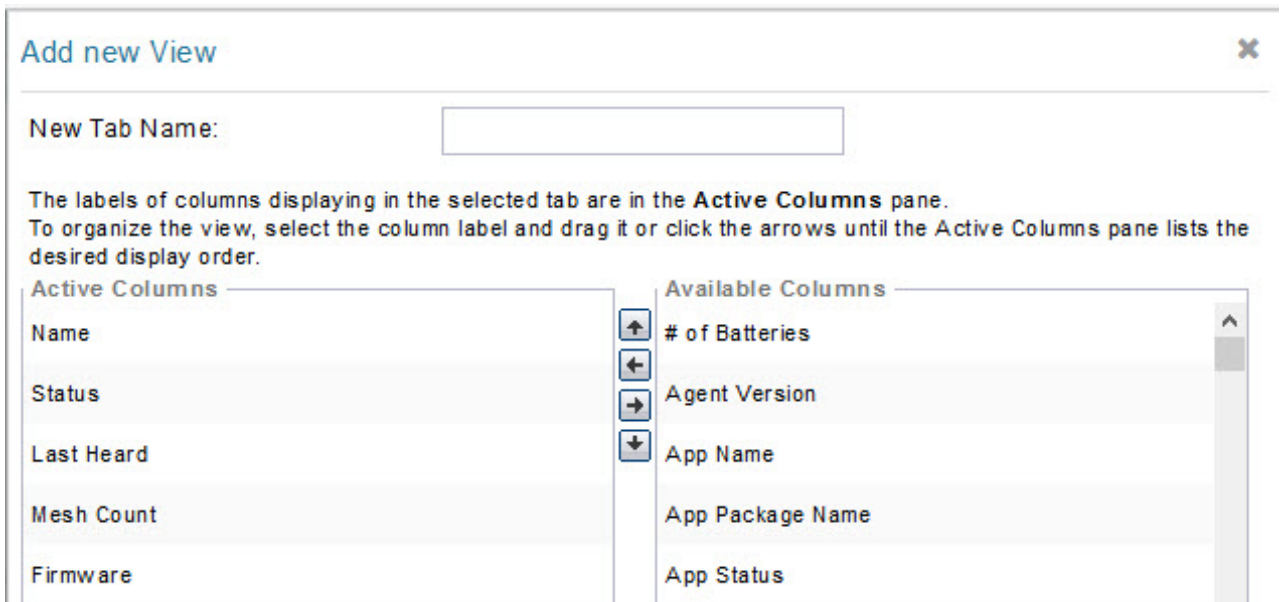 Add new View
New Tab Name:
The labels of columns displaying in the selected tab are in the Active Columns pane.
To organize the view, select the column label and drag it or click the arrows until the Active Columns pane lists the
desired display order.
Active Columns
Name
Status
Last Heard
Mesh Count
Firmware
Available Columns
# of Batteries
Agent Version
App Name
App Package Name
App Status